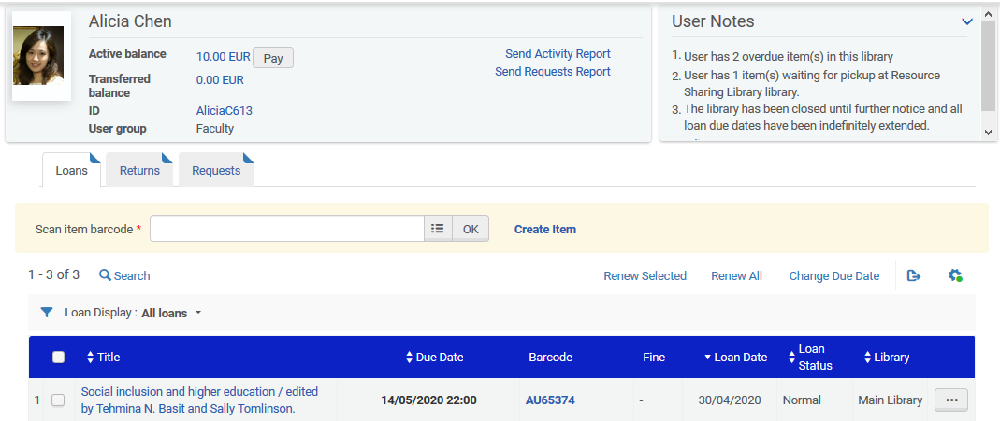 Alicia Chen
Active balance 10.00 EUR Pay
Transferred balance 0.00 EUR
ID AliciaC613
User group Faculty
Send Activity Report
Send Requests Report
User Notes
1. User has 2 overdue item(s) in this library
2. User has 1 item(s) waiting for pickup at Resource
Sharing Library library.
3. The library has been closed until further notice and all
loan due dates have been indefinitely extended.
Loans Returns Requests
Scan item barcode * OK Create Item
1 - 3 of 3 Search Renew Selected Renew All Change Due Date
Loan Display : All loans
Title Due Date Barcode Fine Loan Date Loan Status Library
1 Social inclusion and higher education / edited
by Tehmina N. Basit and Sally Tomlinson.
14/05/2020 22:00 AU65374 - 30/04/2020 Normal Main Library